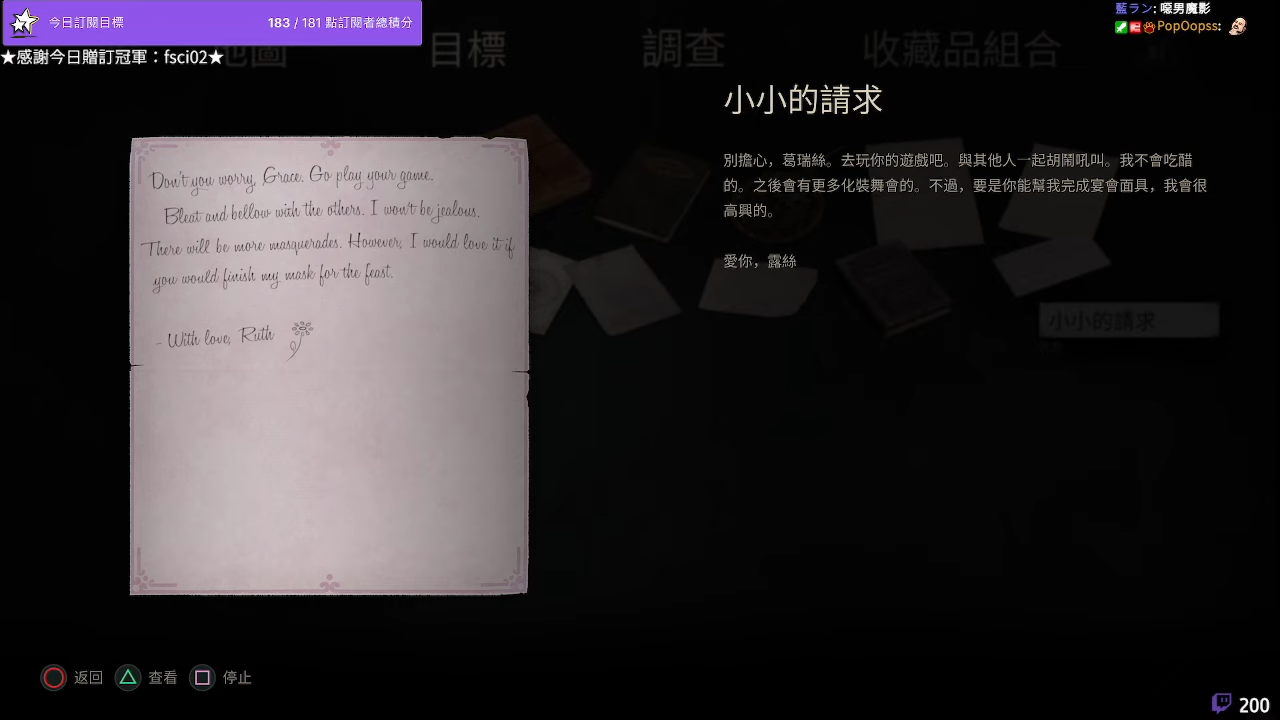 今日訂閱目標
183 / 181 點訂閱者總積分
★感謝今日贈訂冠軍：fsci02★
地圖
目標
調查
收藏品組合
藍ラン: 噁男魔影
PopOopss:
小小的請求
別擔心，葛瑞絲。去玩你的遊戲吧。與其他人一起胡鬧吼叫。我不會吃醋
的。之後會有更多化裝舞會的。不過，要是你能幫我完成宴會面具，我會很
高興的。
愛你，露絲
Don't you worry, Grace. Go play your game.
Bleat and bellow with the others. I won't be jealous.
There will be more masquerades. However, I would love it if
you would finish my mask for the feast.
- With love, Ruth
小小的請求
返回
查看
停止
200